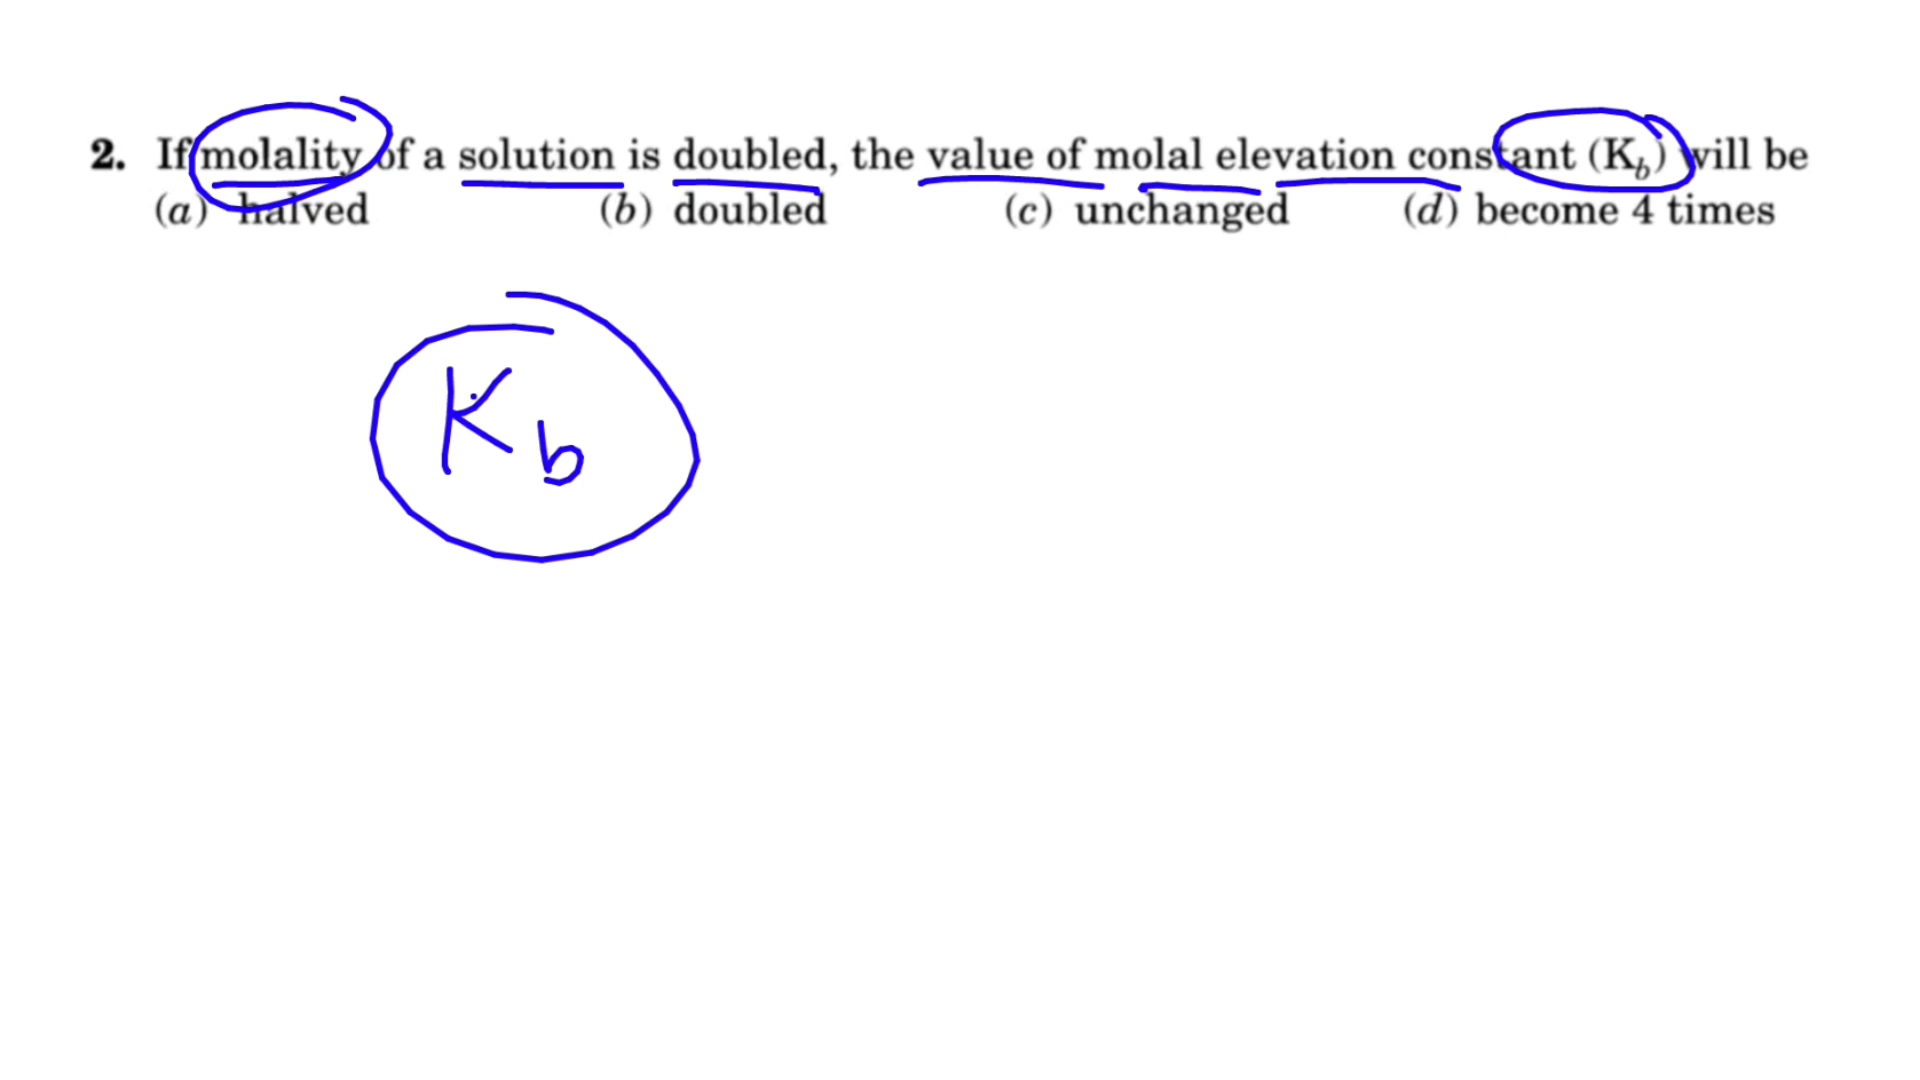 2. If molality of a solution is doubled, the value of molal elevation constant (K_b) will be
(a) halved (b) doubled (c) unchanged (d) become 4 times
K_b